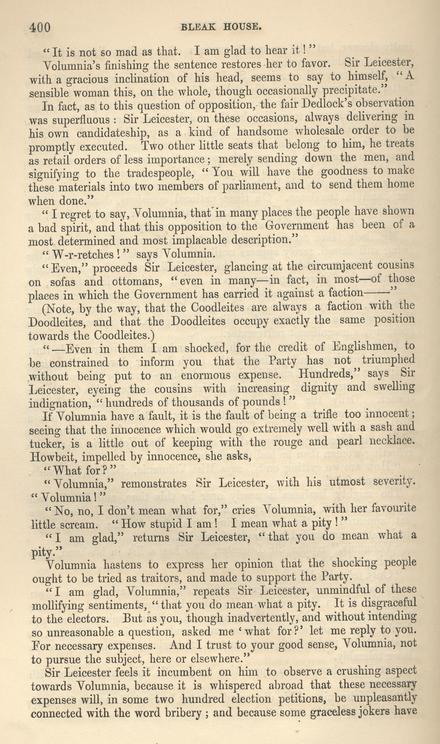 400 BLEAK HOUSE.
"It is not so mad as that. I am glad to hear it!"
Volumnia's finishing the sentence restores her to favor. Sir Leicester,
with a gracious inclination of his head, seems to say to himself, "A
sensible woman this, on the whole, though occasionally precipitate."
In fact, as to this question of opposition, the fair Dedlock's observation
was superfluous: Sir Leicester, on these occasions, always delivering in
his own candidateship, as a kind of handsome wholesale order to be
promptly executed. Two other little seats that belong to him, he treats
as retail orders of less importance; merely sending down the men, and
signifying to the tradespeople, "You will have the goodness to make
these materials into two members of parliament, and to send them home
when done."
"I regret to say, Volumnia, that in many places the people have shown
a bad spirit, and that this opposition to the Government has been of a
most determined and most implacable description."
"W-r-retches!" says Volumnia.
"Even," proceeds Sir Leicester, glancing at the circumjacent cousins
on sofas and ottomans, "even in many—in fact, in most—of those
places in which the Government has carried it against a faction——"
(Note, by the way, that the Coodleites are always a faction with the
Doodleites, and that the Doodleites occupy exactly the same position
towards the Coodleites.)
"—Even in them I am shocked, for the credit of Englishmen, to
be constrained to inform you that the Party has not triumphed
without being put to an enormous expense. Hundreds," says Sir
Leicester, eyeing the cousins with increasing dignity and swelling
indignation, "hundreds of thousands of pounds!"
If Volumnia have a fault, it is the fault of being a trifle too innocent;
seeing that the innocence which would go extremely well with a sash and
tucker, is a little out of keeping with the rouge and pearl necklace.
Howbeit, impelled by innocence, she asks,
"What for?"
"Volumnia," remonstrates Sir Leicester, with his utmost severity.
"Volumnia!"
"No, no, I don't mean what for," cries Volumnia, with her favourite
little scream. "How stupid I am! I mean what a pity!"
"I am glad," returns Sir Leicester, "that you do mean what a
pity."
Volumnia hastens to express her opinion that the shocking people
ought to be tried as traitors, and made to support the Party.
"I am glad, Volumnia," repeats Sir Leicester, unmindful of these
mollifying sentiments, "that you do mean what a pity. It is disgraceful
to the electors. But as you, though inadvertently, and without intending
so unreasonable a question, asked me 'what for?' let me reply to you.
For necessary expenses. And I trust to your good sense, Volumnia, not
to pursue the subject, here or elsewhere."
Sir Leicester feels it incumbent on him to observe a crushing aspect
towards Volumnia, because it is whispered abroad that these necessary
expenses will, in some two hundred election petitions, be unpleasantly
connected with the word bribery; and because some graceless jokers have